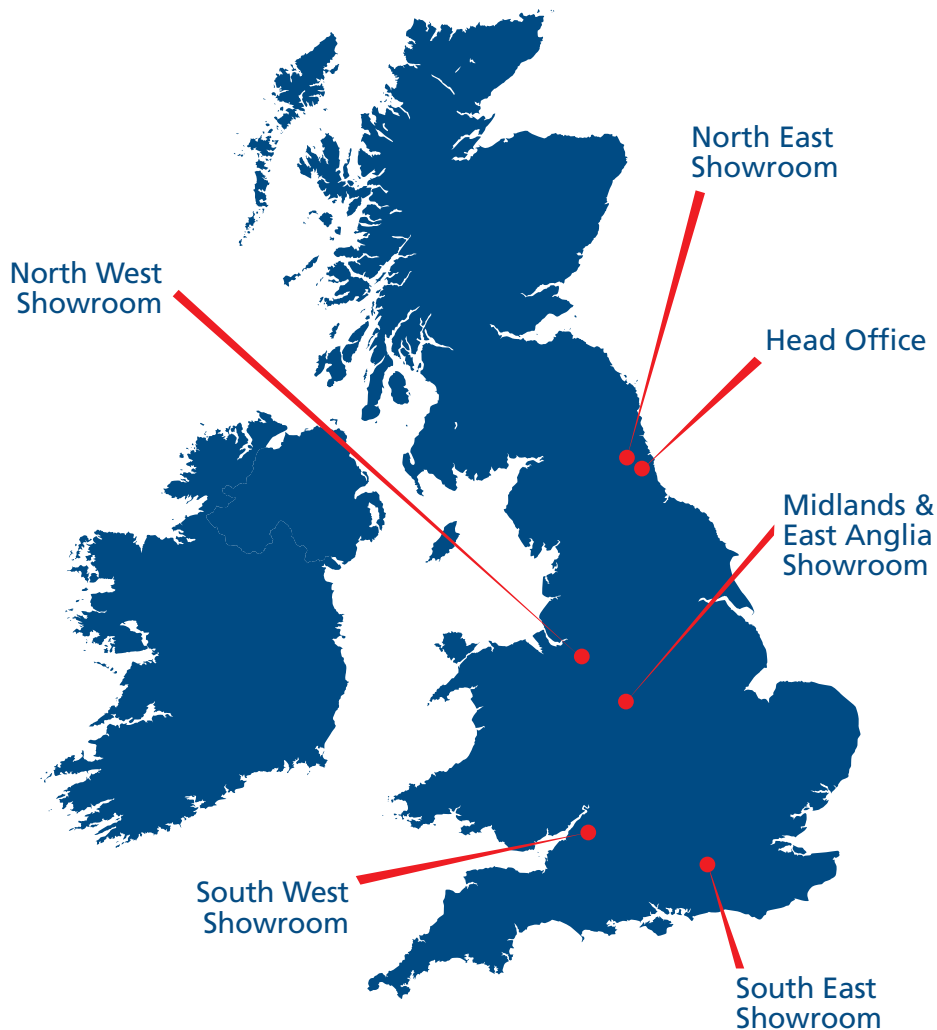 North East
Showroom
North West
Showroom
Head Office
Midlands &
East Anglia
Showroom
South West
Showroom
South East
Showroom